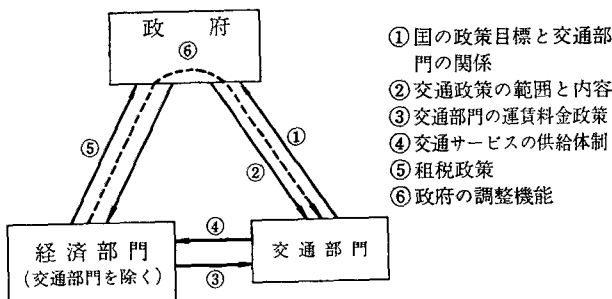 政 府
⑥
① 国の政策目標と交通部
門の関係
② 交通政策の範囲と内容
③ 交通部門の運賃料金政策
④ 交通サービスの供給体制
⑤ 租税政策
⑥ 政府の調整機能
⑤
①
②
④
③
経済部門
(交通部門を除く)
交通部門